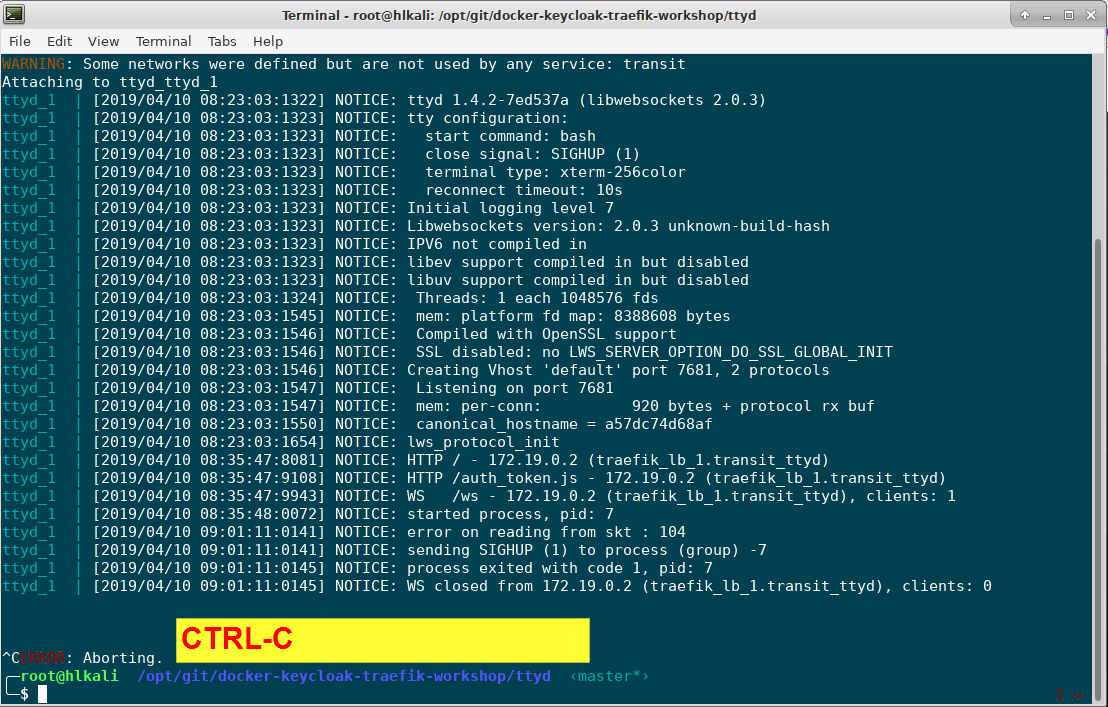 Terminal - root@hlkali: /opt/git/docker-keycloak-traefik-workshop/ttyd
File Edit View Terminal Tabs Help
WARNING: Some networks were defined but are not used by any service: transit
Attaching to ttyd_ttyd_1
ttyd_1  | [2019/04/10 08:23:03:1322] NOTICE: ttyd 1.4.2-7ed537a (libwebsockets 2.0.3)
ttyd_1  | [2019/04/10 08:23:03:1323] NOTICE: tty configuration:
ttyd_1  | [2019/04/10 08:23:03:1323] NOTICE:   start command: bash
ttyd_1  | [2019/04/10 08:23:03:1323] NOTICE:   close signal: SIGHUP (1)
ttyd_1  | [2019/04/10 08:23:03:1323] NOTICE:   terminal type: xterm-256color
ttyd_1  | [2019/04/10 08:23:03:1323] NOTICE:   reconnect timeout: 10s
ttyd_1  | [2019/04/10 08:23:03:1323] NOTICE: Initial logging level 7
ttyd_1  | [2019/04/10 08:23:03:1323] NOTICE: Libwebsockets version: 2.0.3 unknown-build-hash
ttyd_1  | [2019/04/10 08:23:03:1323] NOTICE: IPV6 not compiled in
ttyd_1  | [2019/04/10 08:23:03:1323] NOTICE: libev support compiled in but disabled
ttyd_1  | [2019/04/10 08:23:03:1323] NOTICE: libuv support compiled in but disabled
ttyd_1  | [2019/04/10 08:23:03:1324] NOTICE:  Threads: 1 each 1048576 fds
ttyd_1  | [2019/04/10 08:23:03:1545] NOTICE:  mem: platform fd map: 8388608 bytes
ttyd_1  | [2019/04/10 08:23:03:1546] NOTICE:  Compiled with OpenSSL support
ttyd_1  | [2019/04/10 08:23:03:1546] NOTICE:  SSL disabled: no LWS_SERVER_OPTION_DO_SSL_GLOBAL_INIT
ttyd_1  | [2019/04/10 08:23:03:1546] NOTICE: Creating Vhost 'default' port 7681, 2 protocols
ttyd_1  | [2019/04/10 08:23:03:1547] NOTICE:  Listening on port 7681
ttyd_1  | [2019/04/10 08:23:03:1547] NOTICE:  mem: per-conn:          920 bytes + protocol rx buf
ttyd_1  | [2019/04/10 08:23:03:1550] NOTICE:  canonical_hostname = a57dc74d68af
ttyd_1  | [2019/04/10 08:23:03:1654] NOTICE: lws_protocol_init
ttyd_1  | [2019/04/10 08:35:47:8081] NOTICE: HTTP / - 172.19.0.2 (traefik_lb_1.transit_ttyd)
ttyd_1  | [2019/04/10 08:35:47:9108] NOTICE: HTTP /auth_token.js - 172.19.0.2 (traefik_lb_1.transit_ttyd)
ttyd_1  | [2019/04/10 08:35:47:9943] NOTICE: WS   /ws - 172.19.0.2 (traefik_lb_1.transit_ttyd), clients: 1
ttyd_1  | [2019/04/10 08:35:48:0072] NOTICE: started process, pid: 7
ttyd_1  | [2019/04/10 09:01:11:0141] NOTICE: error on reading from skt : 104
ttyd_1  | [2019/04/10 09:01:11:0141] NOTICE: sending SIGHUP (1) to process (group) -7
ttyd_1  | [2019/04/10 09:01:11:0145] NOTICE: process exited with code 1, pid: 7
ttyd_1  | [2019/04/10 09:01:11:0145] NOTICE: WS closed from 172.19.0.2 (traefik_lb_1.transit_ttyd), clients: 0
CTRL-C
^CERROR: Aborting.
╭─root@hlkali  /opt/git/docker-keycloak-traefik-workshop/ttyd  ‹master*›
╰─$ 1 ↵